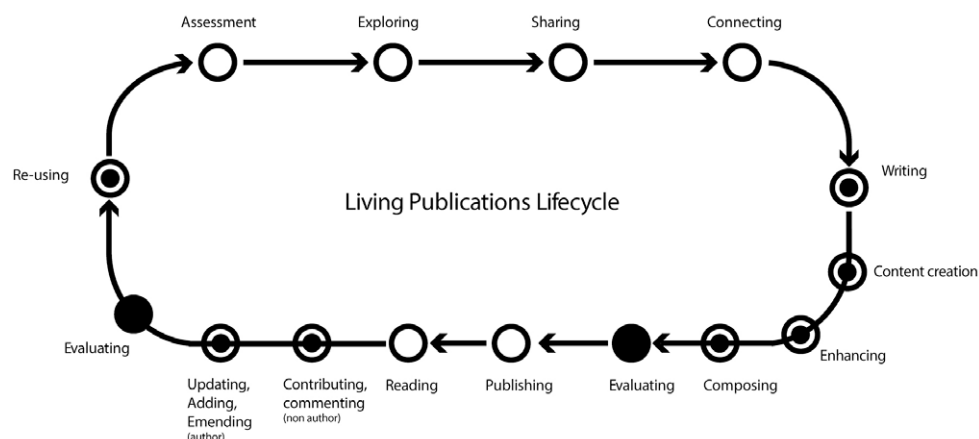 Assessment
Exploring
Sharing
Connecting
Re-using
Writing
Living Publications Lifecycle
Content creation
Evaluating
Enhancing
Updating,
Adding,
Emending
(author)
Contributing,
commenting
(non author)
Reading
Publishing
Evaluating
Composing